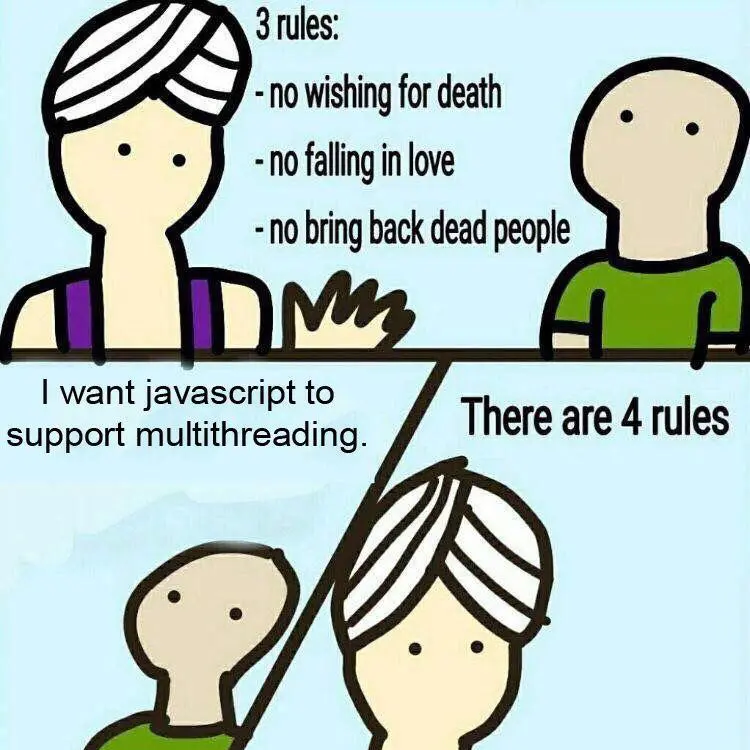 3 rules:
- no wishing for death
- no falling in love
- no bring back dead people
I want javascript to
support multithreading.
There are 4 rules